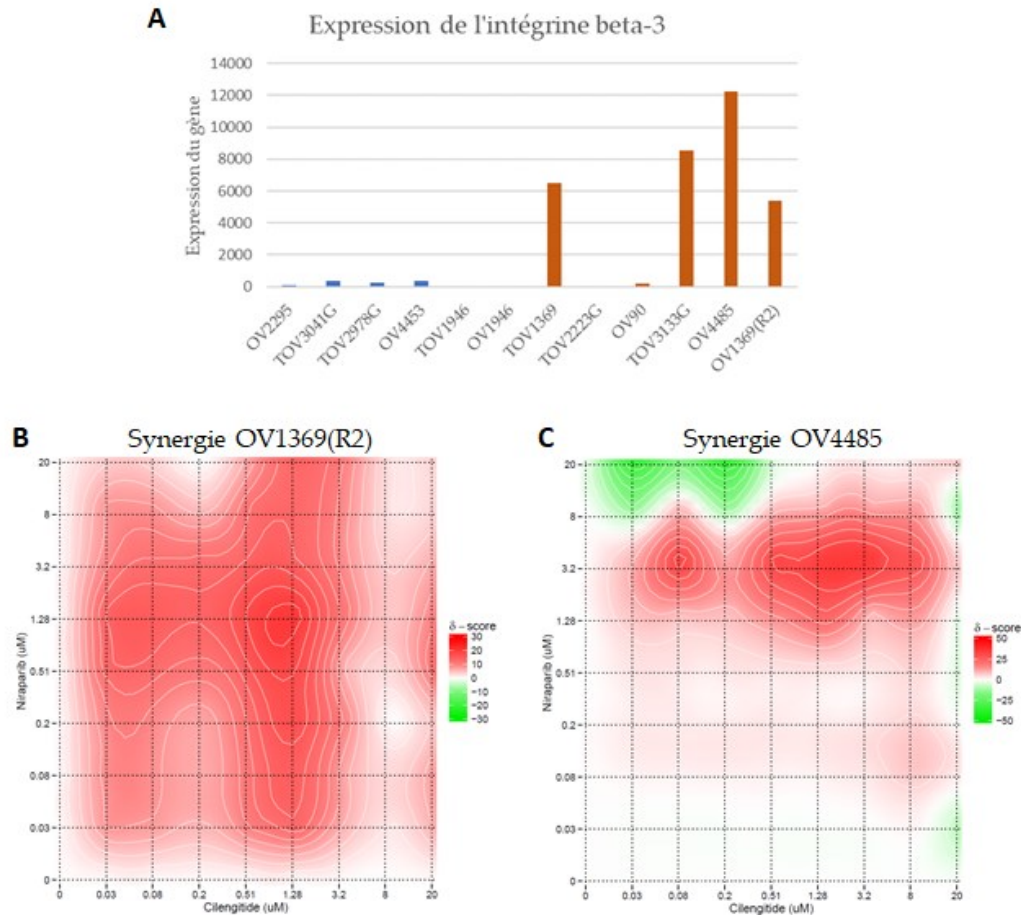 A
Expression de l'intégrine beta-3
Expression du gène
14000
12000
10000
8000
6000
4000
2000
0
OV2295
TOV3041G
TOV2978G
OV4453
TOV1946
OV1946
TOV1369
TOV2223G
OV90
TOV3133G
OV4485
OV1369(R2)
B
Synergie OV1369(R2)
Niraparib (uM)
20
8
3.2
1.28
0.51
0.2
0.08
0.03
0
0 0.03 0.08 0.2 0.51 1.28 3.2 8 20
Cilengitide (uM)
δ – score
30
20
10
0
−10
−20
−30
C
Synergie OV4485
Niraparib (uM)
20
8
3.2
1.28
0.51
0.2
0.08
0.03
0
0 0.03 0.08 0.2 0.51 1.28 3.2 8 20
Cilengitide (uM)
δ – score
50
25
0
−25
−50